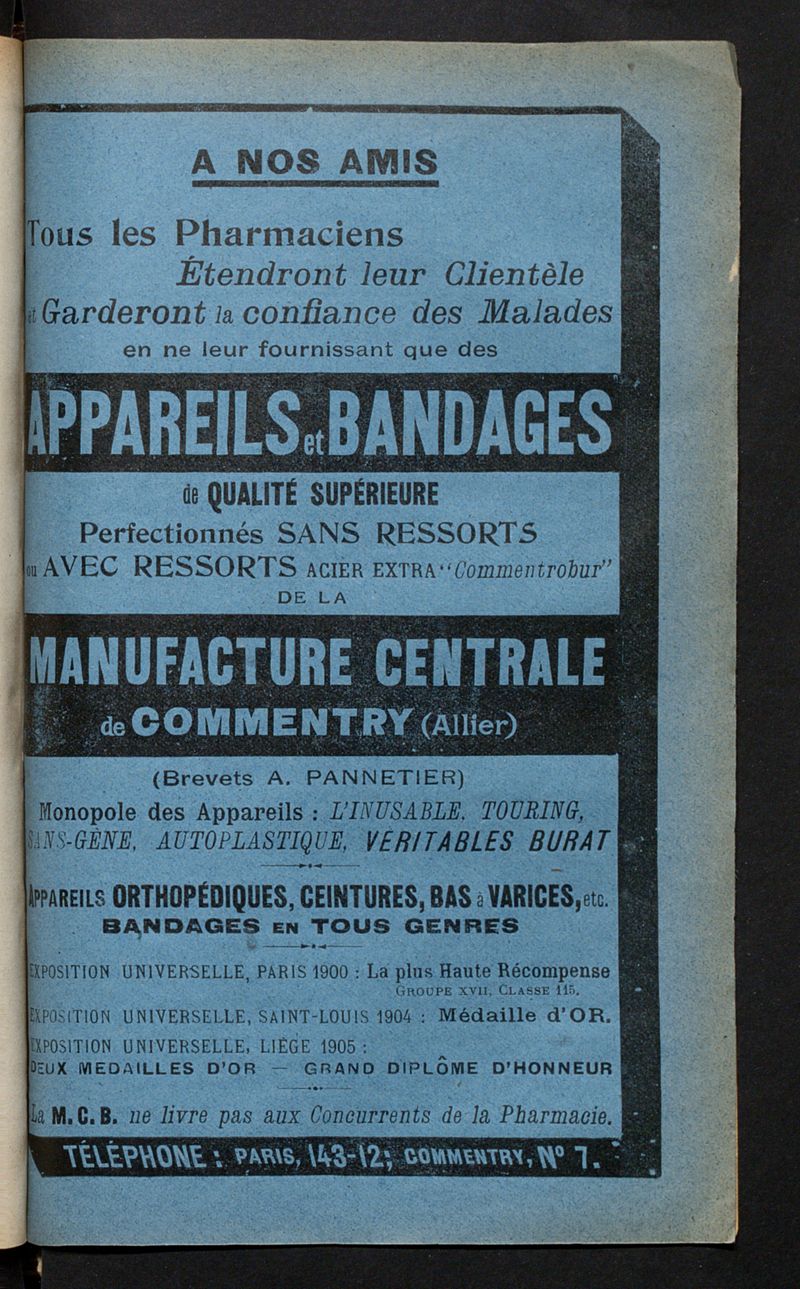 A NOS AMIS
Tous les Pharmaciens
Étendront leur Clientèle
et Garderont la confiance des Malades
en ne leur fournissant que des
APPAREILS et BANDAGES
de QUALITÉ SUPÉRIEURE
Perfectionnés SANS RESSORTS
ou AVEC RESSORTS ACIER EXTRA "Commentrobur"
DE LA
MANUFACTURE CENTRALE
de COMMENTRY (Allier)
(Brevets A. PANNETIER)
Monopole des Appareils : L'INUSABLE, TOURING,
SANS-GÈNE, AUTOPLASTIQUE, VERITABLES BURAT
APPAREILS ORTHOPÉDIQUES, CEINTURES, BAS à VARICES, etc.
BANDAGES EN TOUS GENRES
EXPOSITION UNIVERSELLE, PARIS 1900 : La plus Haute Récompense
GROUPE XVII, CLASSE 115.
EXPOSITION UNIVERSELLE, SAINT-LOUIS 1904 : Médaille d'OR.
EXPOSITION UNIVERSELLE, LIÉGE 1905 :
DEUX MEDAILLES D'OR — GRAND DIPLÔME D'HONNEUR
La M. C. B. ne livre pas aux Concurrents de la Pharmacie.
TÉLÉPHONE : PARIS, 143-12; COMMENTRY, Nº 7.